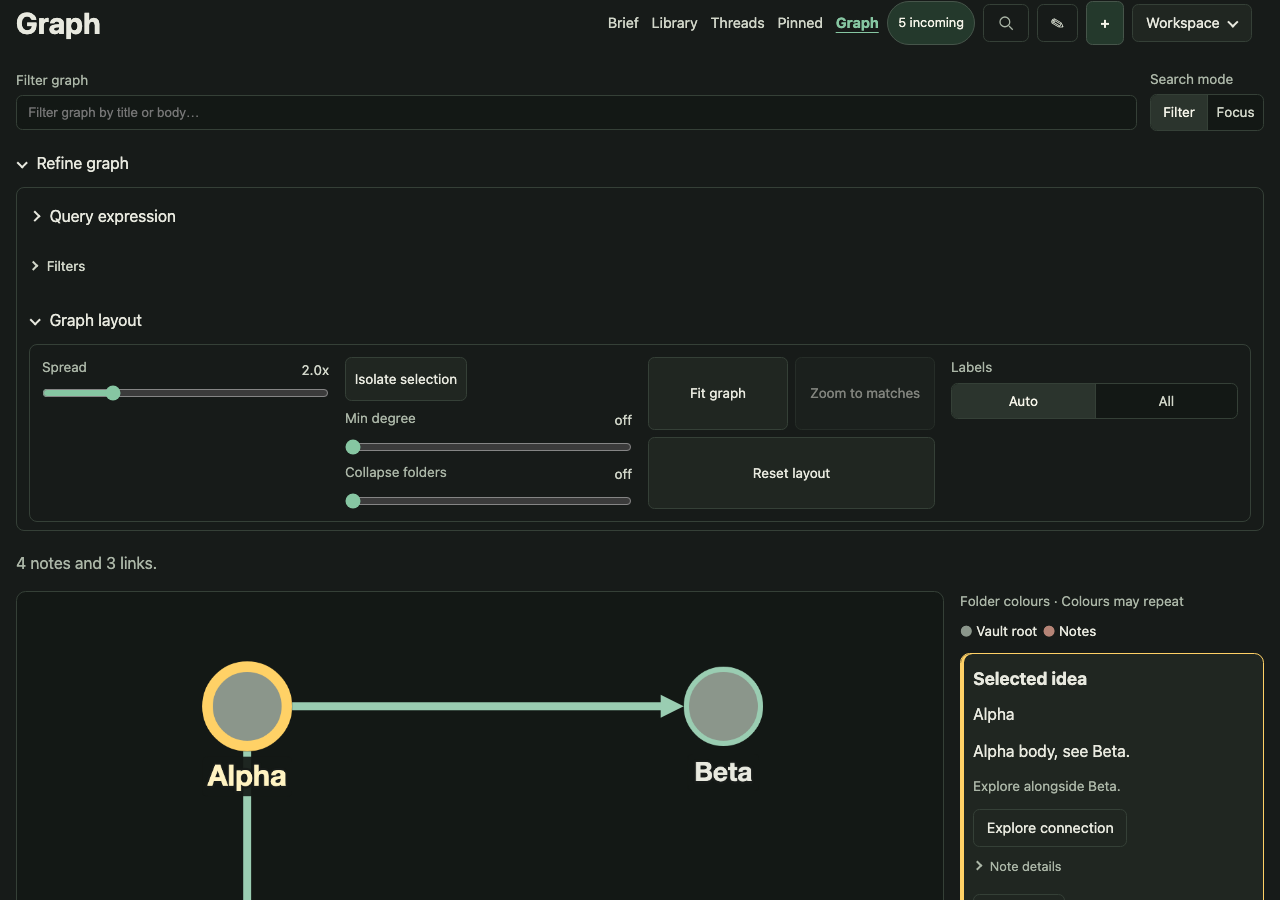 Graph
Brief Library Threads Pinned Graph 5 incoming + Workspace
Filter graph
Search mode
Filter graph by title or body...
Filter Focus
Refine graph
Query expression
Filters
Graph layout
Spread 2.0x
Isolate selection
Min degree off
Collapse folders off
Fit graph
Zoom to matches
Reset layout
Labels
Auto All
4 notes and 3 links.
Alpha
Beta
Folder colours · Colours may repeat
Vault root Notes
Selected idea
Alpha
Alpha body, see Beta.
Explore alongside Beta.
Explore connection
Note details